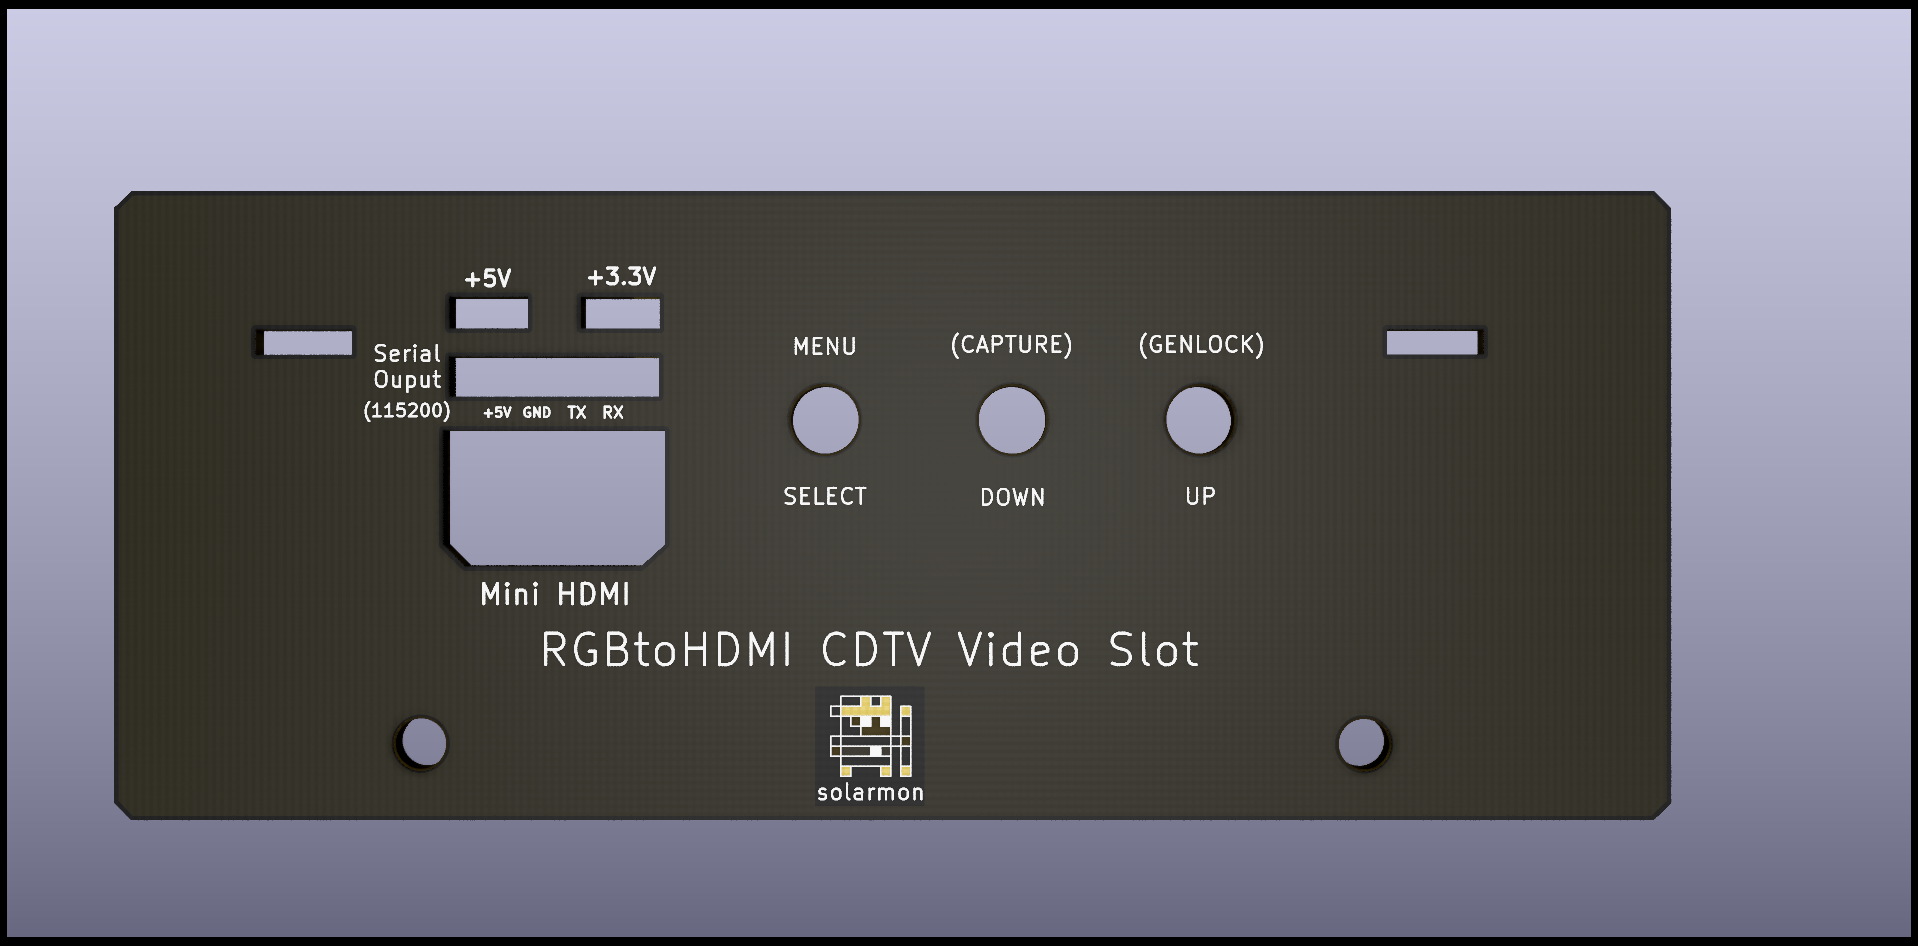 +5V
+3.3V
Serial
Ouput
(115200)
+5V GND TX RX
Mini HDMI
MENU
(CAPTURE)
(GENLOCK)
SELECT
DOWN
UP
RGBtoHDMI CDTV Video Slot
solarmon